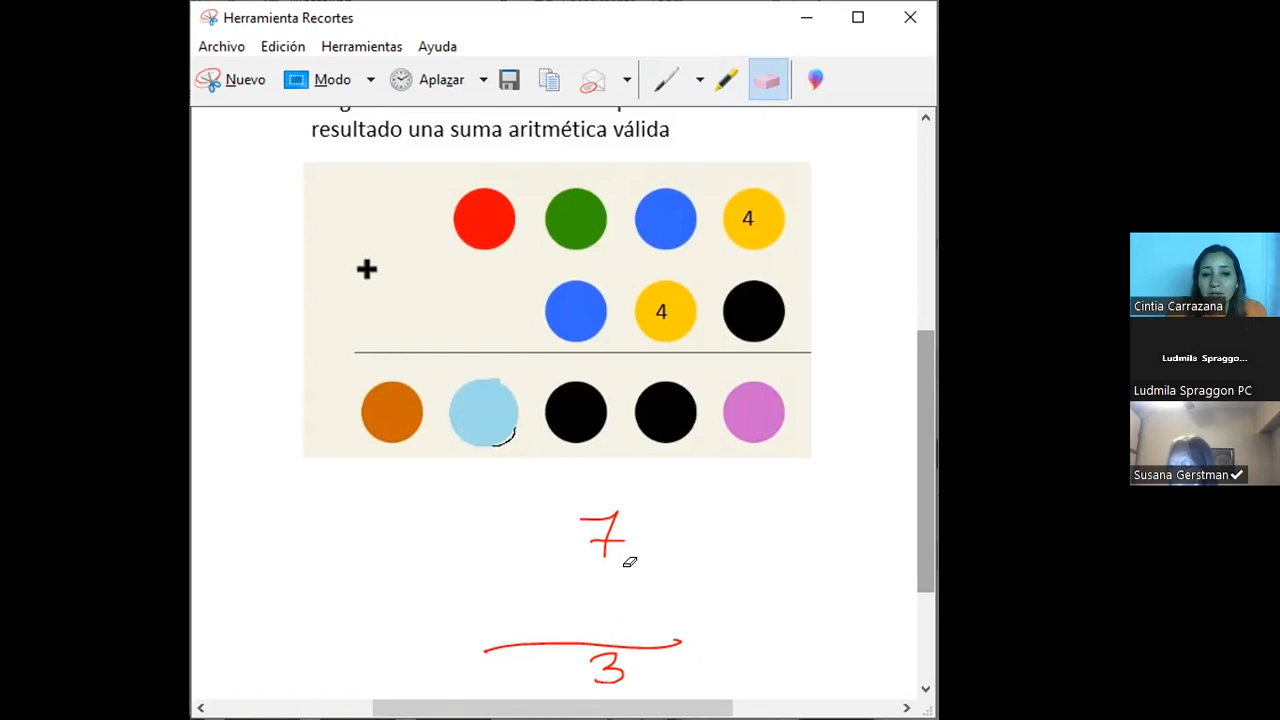 Herramienta Recortes
Archivo Edición Herramientas Ayuda
Nuevo Modo Aplazar
resultado una suma aritmética válida
4
4
7
3
Cintia Carrazana
Ludmila Spraggo...
Ludmila Spraggon PC
Susana Gerstman